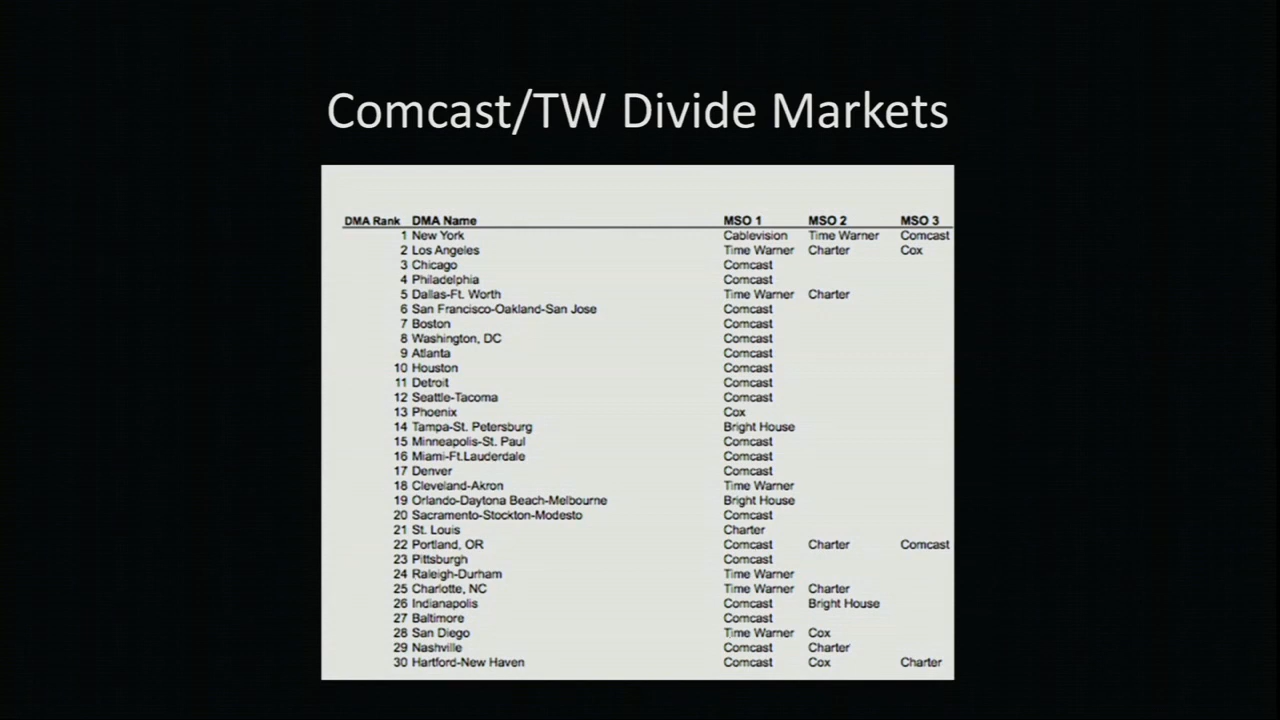 Comcast/TW Divide Markets
DMA Rank DMA Name MSO 1 MSO 2 MSO 3
1 New York Cablevision Time Warner Comcast
2 Los Angeles Time Warner Charter Cox
3 Chicago Comcast
4 Philadelphia Comcast
5 Dallas-Ft. Worth Time Warner Charter
6 San Francisco-Oakland-San Jose Comcast
7 Boston Comcast
8 Washington, DC Comcast
9 Atlanta Comcast
10 Houston Comcast
11 Detroit Comcast
12 Seattle-Tacoma Comcast
13 Phoenix Cox
14 Tampa-St. Petersburg Bright House
15 Minneapolis-St. Paul Comcast
16 Miami-Ft.Lauderdale Comcast
17 Denver Comcast
18 Cleveland-Akron Time Warner
19 Orlando-Daytona Beach-Melbourne Bright House
20 Sacramento-Stockton-Modesto Comcast
21 St. Louis Charter
22 Portland, OR Comcast Charter Comcast
23 Pittsburgh Comcast
24 Raleigh-Durham Time Warner
25 Charlotte, NC Time Warner Charter
26 Indianapolis Comcast Bright House
27 Baltimore Comcast
28 San Diego Time Warner Cox
29 Nashville Comcast Charter
30 Hartford-New Haven Comcast Cox Charter